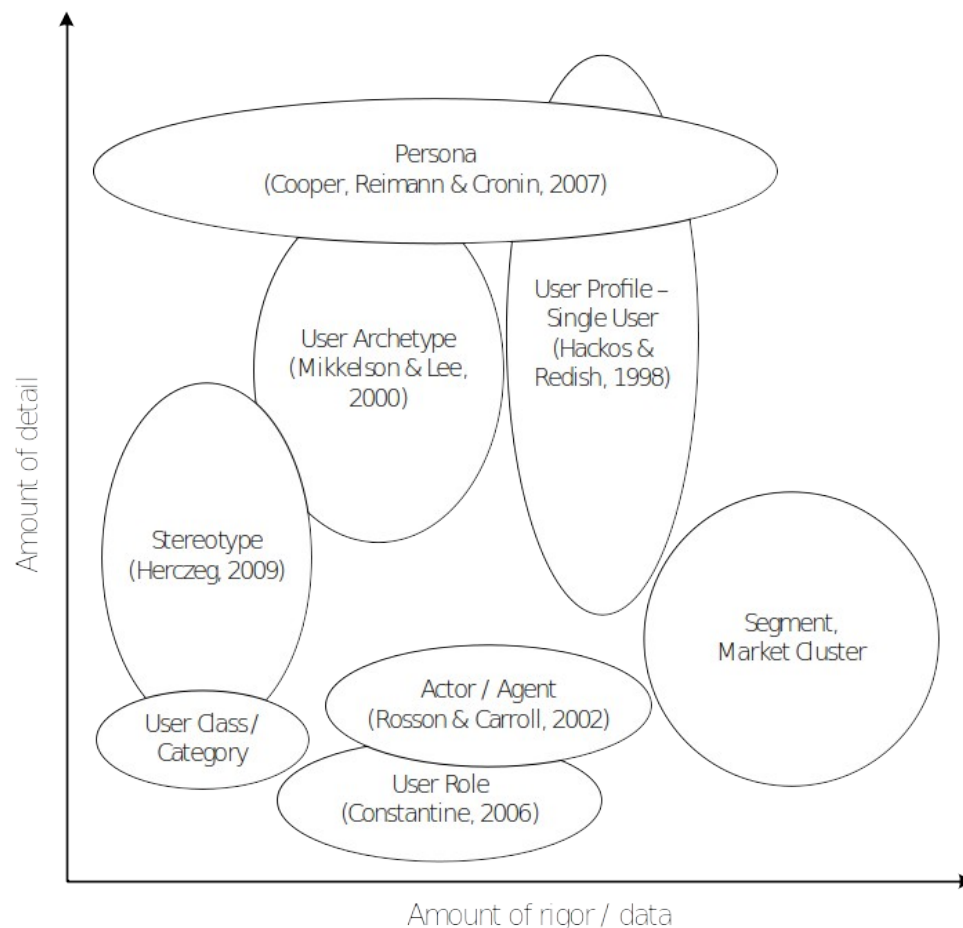 Persona
(Cooper, Reimann & Cronin, 2007)
User Profile –
Single User
(Hackos &
Redish, 1998)
User Archetype
(Mikkelson & Lee,
2000)
Stereotype
(Herczeg, 2009)
Segment,
Market Cluster
Actor / Agent
(Rosson & Carroll, 2002)
User Class /
Category
User Role
(Constantine, 2006)
Amount of detail
Amount of rigor / data